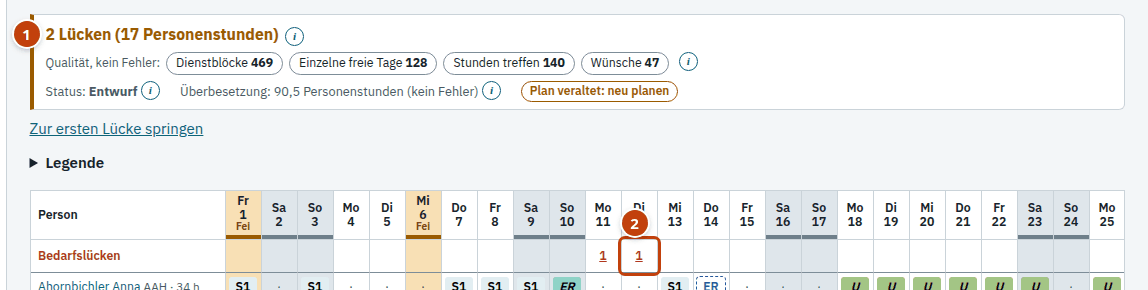 1 2 Lücken (17 Personenstunden) i
Qualität, kein Fehler: Dienstblöcke 469 Einzelne freie Tage 128 Stunden treffen 140 Wünsche 47 i
Status: Entwurf i Überbesetzung: 90,5 Personenstunden (kein Fehler) i Plan veraltet: neu planen
Zur ersten Lücke springen
Legende
Person Fr 1 Fei Sa 2 So 3 Mo 4 Di 5 Mi 6 Fei Do 7 Fr 8 Sa 9 So 10 Mo 11 Di 12 Mi 13 Do 14 Fr 15 Sa 16 So 17 Mo 18 Di 19 Mi 20 Do 21 Fr 22 Sa 23 So 24 Mo 25
2
Bedarfslücken 1 1
Ahornbichler Anna AAH · 34 h S1 · S1 · · · S1 S1 S1 ER · · S1 ER · · · U U U U U U · U